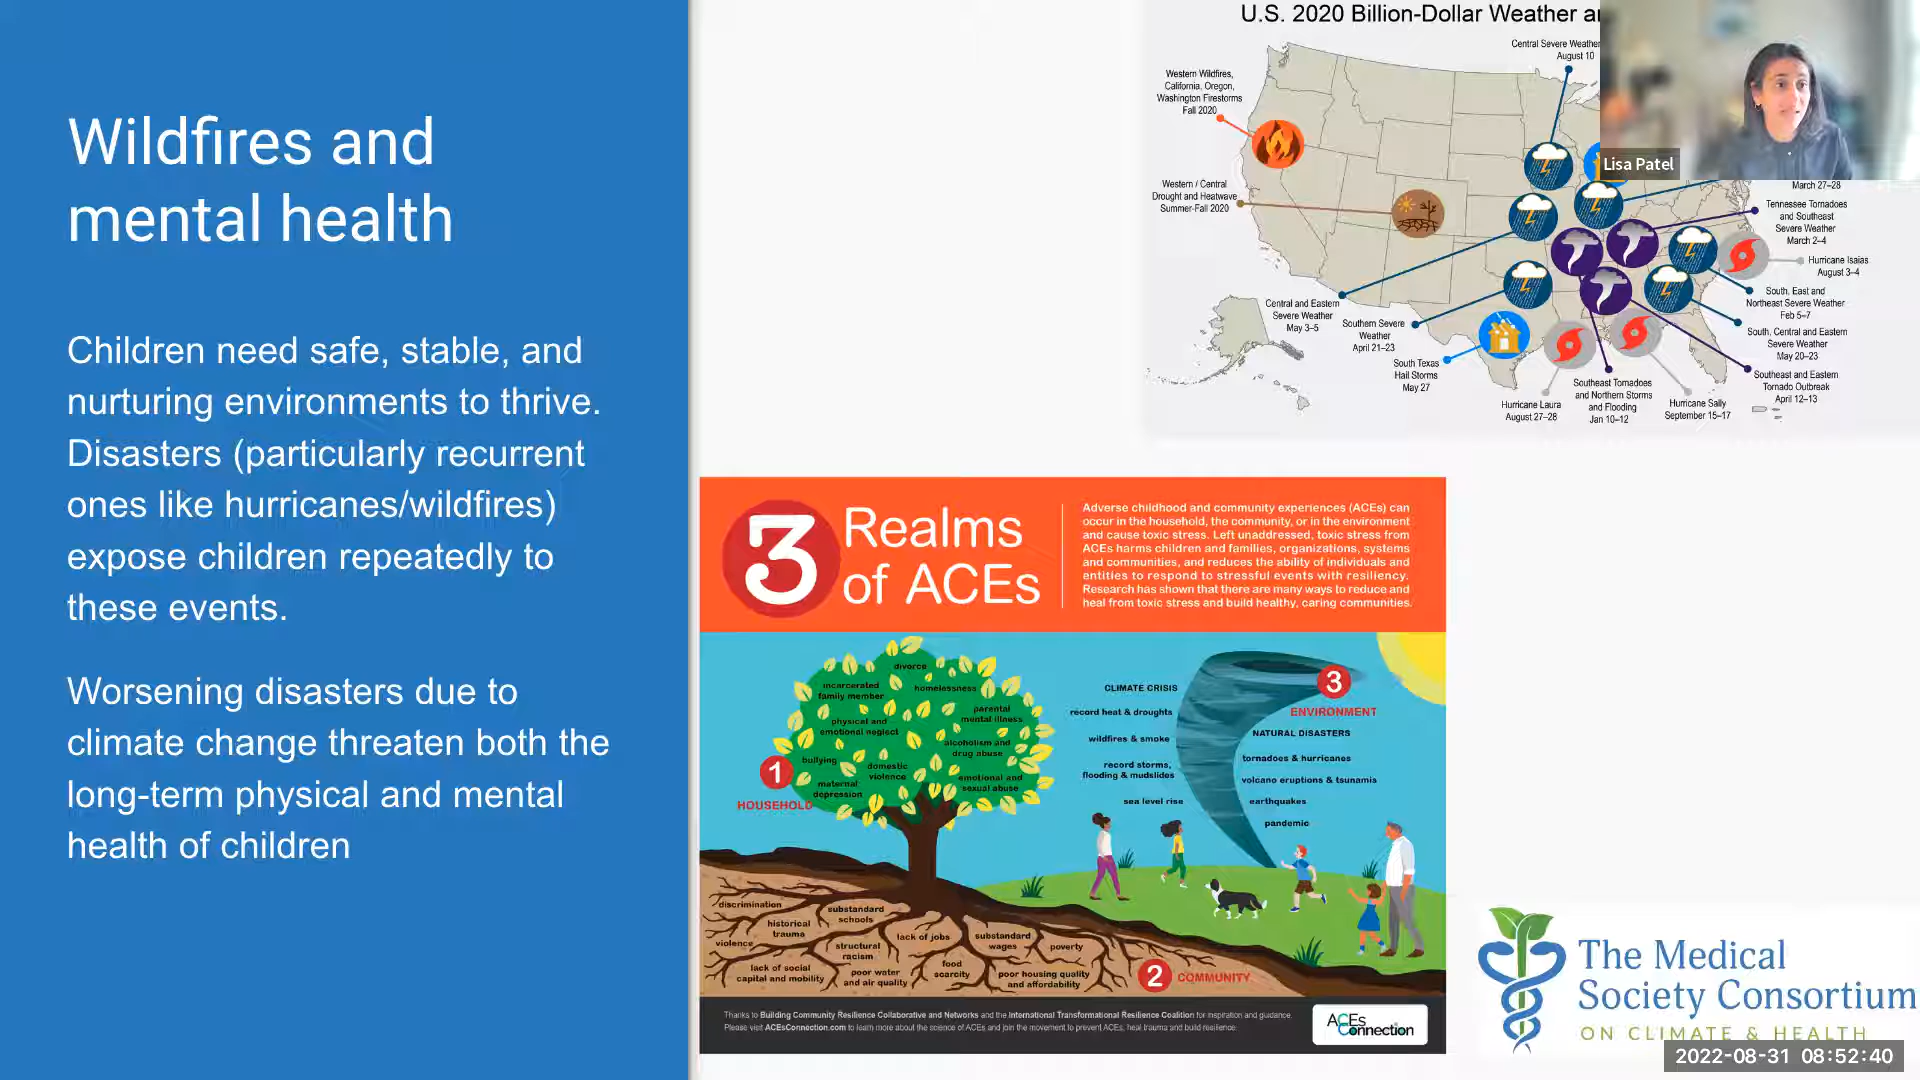 Wildfires and
mental health
Children need safe, stable, and
nurturing environments to thrive.
Disasters (particularly recurrent
ones like hurricanes/wildfires)
expose children repeatedly to
these events.
Worsening disasters due to
climate change threaten both the
long-term physical and mental
health of children
U.S. 2020 Billion-Dollar Weather
Central Severe Weather
August 10
Western Wildfires,
California, Oregon,
Washington Firestorms
Fall 2020
Western / Central
Drought and Heatwave
Summer-Fall 2020
Lisa Patel
March 27–28
Tennessee Tornadoes
and Southeast
Severe Weather
March 2–4
Hurricane Isaias
August 3–4
South, East and
Northeast Severe Weather
Feb 5–7
South, Central and Eastern
Severe Weather
May 20–23
Southeast and Eastern
Tornado Outbreak
April 12–13
Central and Eastern
Severe Weather
May 3–5
Southern Severe
Weather
April 21–23
South Texas
Hail Storms
May 27
Hurricane Laura
August 27–28
Southeast Tornadoes
and Northern Storms
and Flooding
Jan 10–12
Hurricane Sally
September 15–17
3 Realms
of ACEs
Adverse childhood and community experiences (ACEs) can
occur in the household, the community, or in the environment
and cause toxic stress. Left unaddressed, toxic stress from
ACEs harms children and families, organizations, systems
and communities, and reduces the ability of individuals and
entities to respond to stressful events with resiliency.
Research has shown that there are many ways to reduce and
heal from toxic stress and build healthy, caring communities.
1
HOUSEHOLD
divorce
incarcerated
family member
homelessness
parental
mental illness
physical and
emotional neglect
alcoholism and
drug abuse
bullying
domestic
violence
maternal
depression
emotional and
sexual abuse
3
ENVIRONMENT
CLIMATE CRISIS
record heat & droughts
wildfires & smoke
record storms,
flooding & mudslides
sea level rise
NATURAL DISASTERS
tornadoes & hurricanes
volcano eruptions & tsunamis
earthquakes
pandemic
2 COMMUNITY
discrimination
historical
trauma
substandard
schools
violence
structural
racism
lack of jobs
substandard
wages
poverty
lack of social
capital and mobility
poor water
and air quality
food
scarcity
poor housing quality
and affordability
Thanks to Building Community Resilience Collaborative and Networks and the International Transformational Resilience Coalition for inspiration and guidance.
Please visit ACEsConnection.com to learn more about the science of ACEs and join the movement to prevent ACEs, heal trauma and build resilience.
ACEs
Connection
The Medical
Society Consortium
ON CLIMATE & HEALTH
2022-08-31 08:52:40